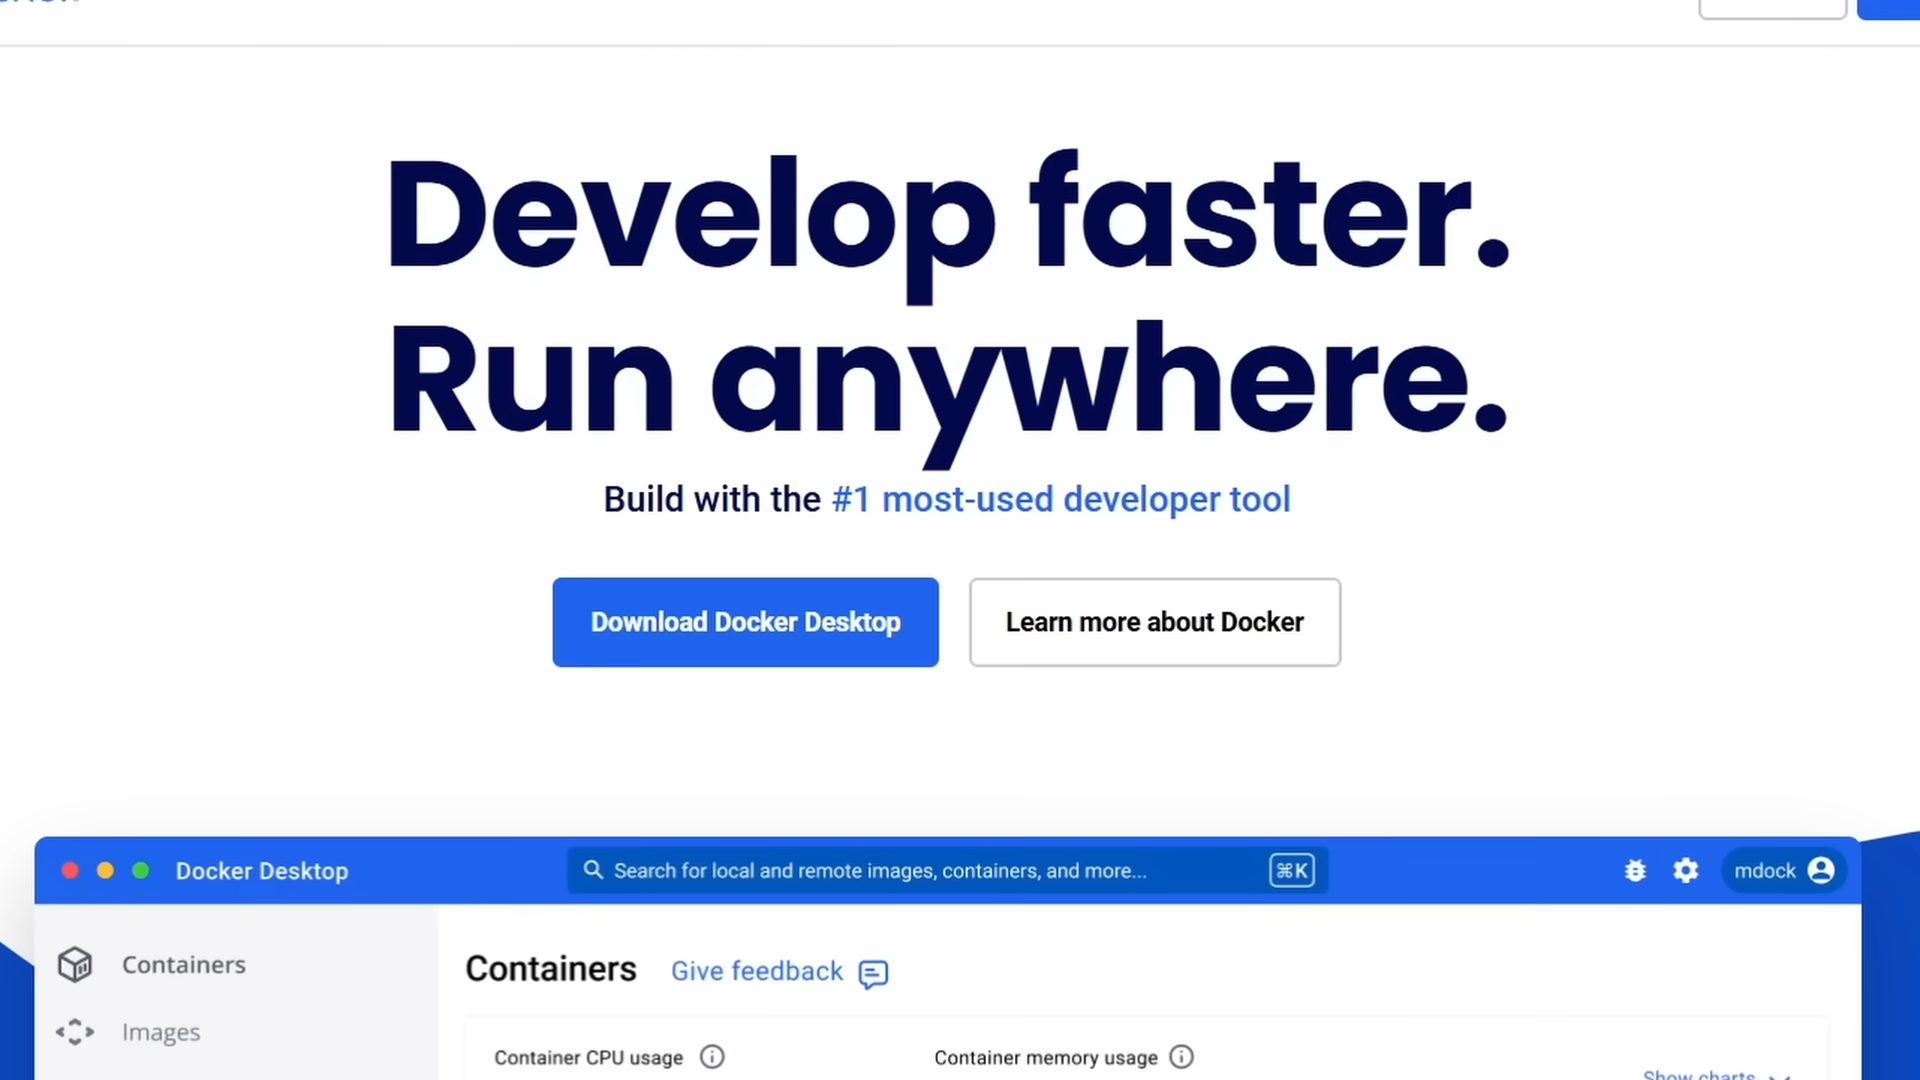 Develop faster.
Run anywhere.
Build with the #1 most-used developer tool
Download Docker Desktop
Learn more about Docker
Docker Desktop
Search for local and remote images, containers, and more...
⌘K
mdock
Containers
Images
Containers
Give feedback
Container CPU usage
Container memory usage
Show charts